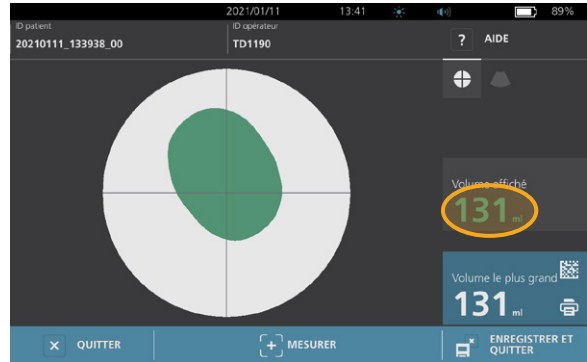 2021/01/11 13:41 89%
ID patient
20210111_133938_00
ID opérateur
TD1190
? AIDE
Volume affiché
131 ml
Volume le plus grand
131 ml
QUITTER
MESURER
ENREGISTRER ET
QUITTER